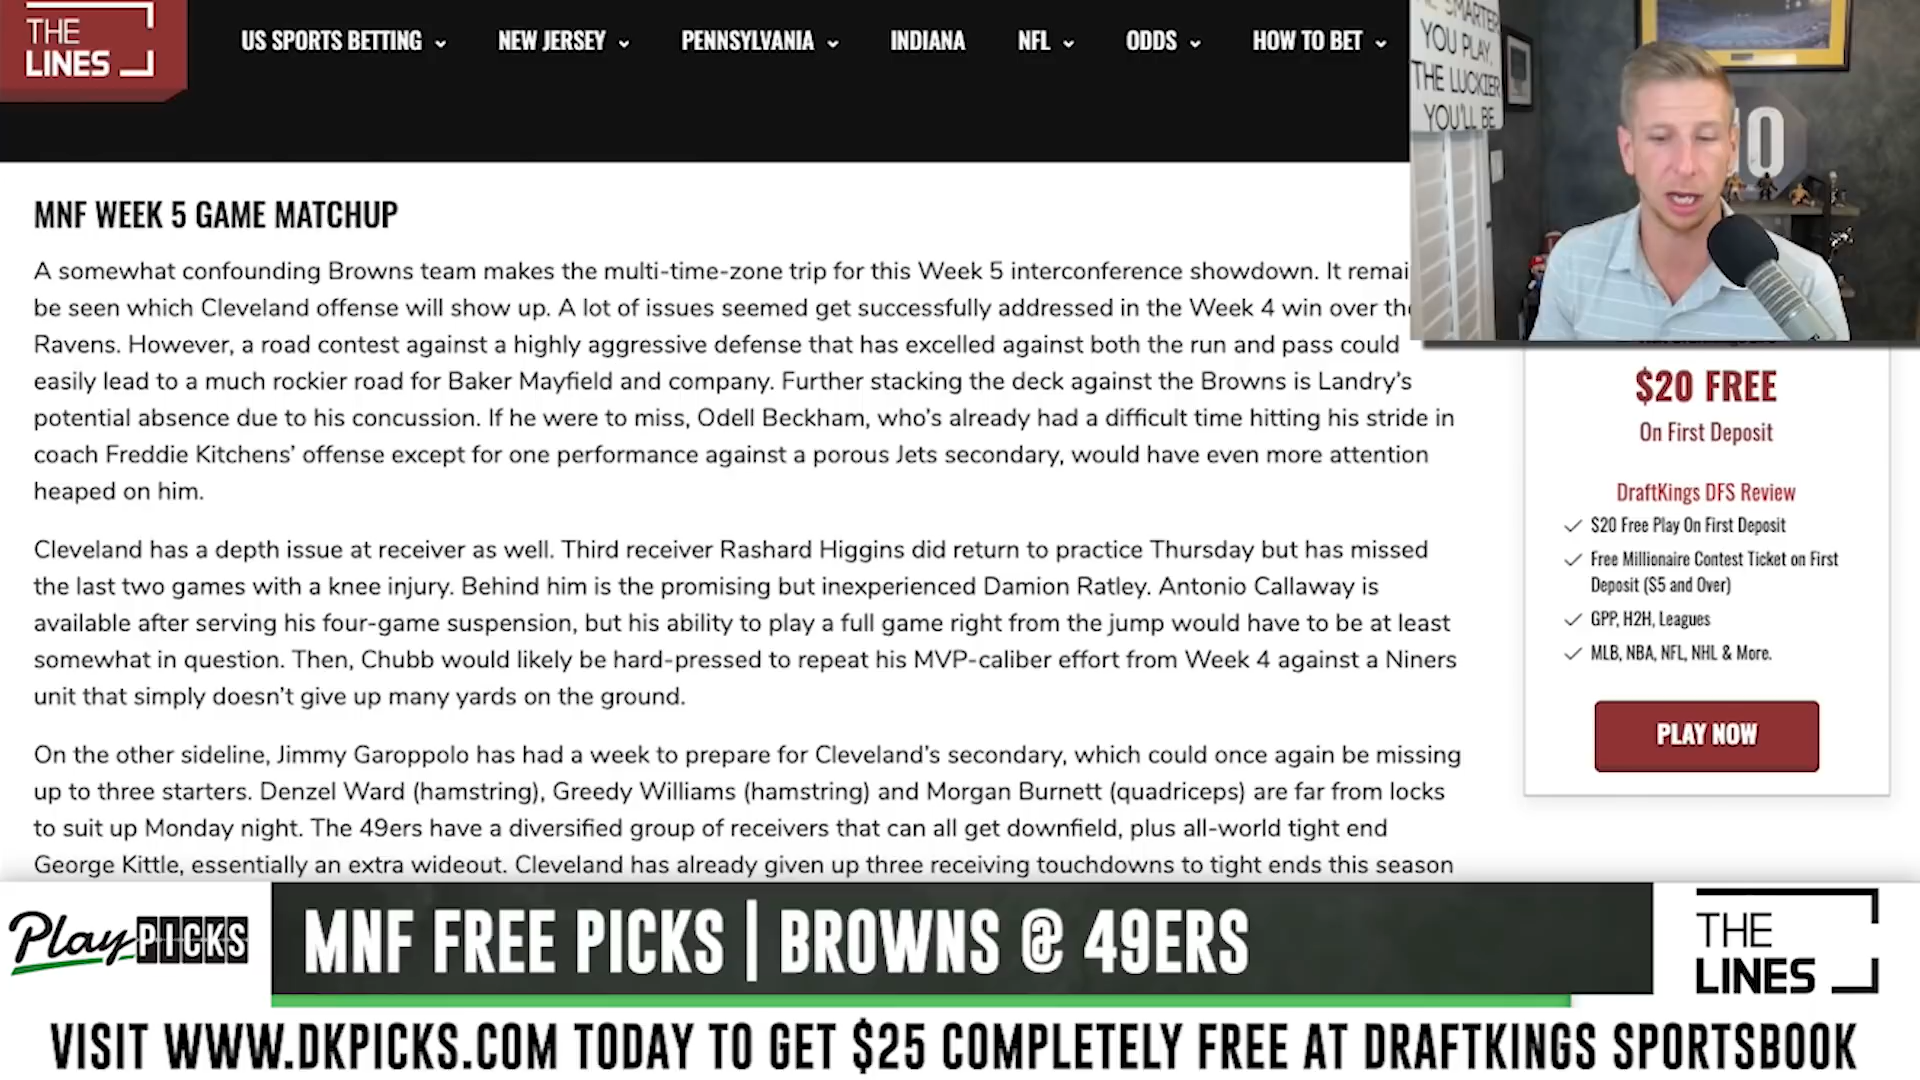 THE
LINES
US SPORTS BETTING
NEW JERSEY
PENNSYLVANIA
INDIANA
NFL
ODDS
HOW TO BET
SMARTER
YOU PLAY,
THE LUCKIER
YOU'LL BE
MNF WEEK 5 GAME MATCHUP
A somewhat confounding Browns team makes the multi-time-zone trip for this Week 5 interconference showdown. It remai
be seen which Cleveland offense will show up. A lot of issues seemed get successfully addressed in the Week 4 win over the
Ravens. However, a road contest against a highly aggressive defense that has excelled against both the run and pass could
easily lead to a much rockier road for Baker Mayfield and company. Further stacking the deck against the Browns is Landry's
potential absence due to his concussion. If he were to miss, Odell Beckham, who's already had a difficult time hitting his stride in
coach Freddie Kitchens' offense except for one performance against a porous Jets secondary, would have even more attention
heaped on him.
Cleveland has a depth issue at receiver as well. Third receiver Rashard Higgins did return to practice Thursday but has missed
the last two games with a knee injury. Behind him is the promising but inexperienced Damion Ratley. Antonio Callaway is
available after serving his four-game suspension, but his ability to play a full game right from the jump would have to be at least
somewhat in question. Then, Chubb would likely be hard-pressed to repeat his MVP-caliber effort from Week 4 against a Niners
unit that simply doesn't give up many yards on the ground.
On the other sideline, Jimmy Garoppolo has had a week to prepare for Cleveland's secondary, which could once again be missing
up to three starters. Denzel Ward (hamstring), Greedy Williams (hamstring) and Morgan Burnett (quadriceps) are far from locks
to suit up Monday night. The 49ers have a diversified group of receivers that can all get downfield, plus all-world tight end
George Kittle, essentially an extra wideout. Cleveland has already given up three receiving touchdowns to tight ends this season
$20 FREE
On First Deposit
DraftKings DFS Review
$20 Free Play On First Deposit
Free Millionaire Contest Ticket on First
Deposit ($5 and Over)
GPP, H2H, Leagues
MLB, NBA, NFL, NHL & More.
PLAY NOW
Play PICKS
MNF FREE PICKS | BROWNS @ 49ERS
THE
LINES
VISIT WWW.DKPICKS.COM TODAY TO GET $25 COMPLETELY FREE AT DRAFTKINGS SPORTSBOOK